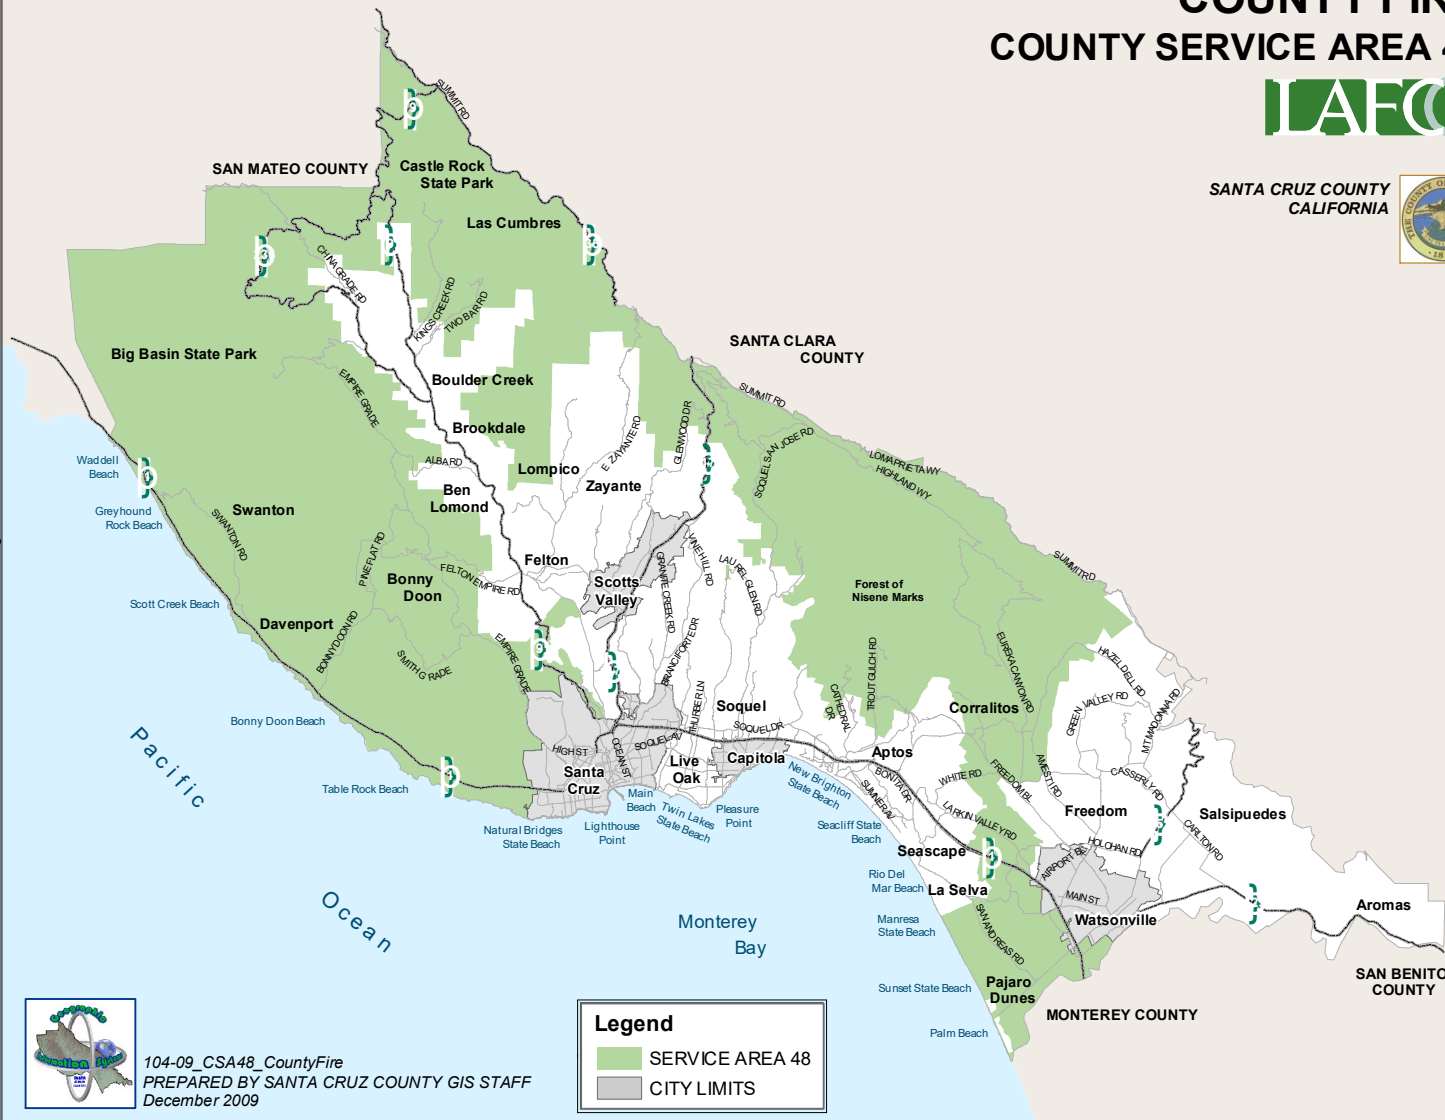 COUNTY SERVICE AREA
LAFC
SANTA CRUZ COUNTY
CALIFORNIA
SUMMIT RD
SAN MATEO COUNTY
Castle Rock
State Park
Las Cumbres
CHINA GRADE RD
KINGS CREEK RD
TWO BAR RD
SANTA CLARA
COUNTY
Big Basin State Park
EMPIRE GRADE
Boulder Creek
SUMMIT RD
GLENWOOD DR
Brookdale
E ZAYANTE RD
SOQUEL SAN JOSE RD
LOMA PRIETA WY
HIGHLAND WY
Waddell
Beach
ALBA RD
Lompico
Zayante
Ben
Lomond
Greyhound
Rock Beach
Swanton
SWANTON RD
PINE FLAT RD
Felton
FELTON EMPIRE RD
Bonny
Doon
Scotts
Valley
GRANITE CREEK RD
VINE HILL RD
LAUREL GLEN RD
SUMMIT RD
Forest of
Nisene Marks
Scott Creek Beach
Davenport
BONNY DOON RD
SMITH GRADE
EMPIRE GRADE
BRANCIFORTE DR
TROUT GULCH RD
EUREKA CANYON RD
HAZEL DELL RD
GREEN VALLEY RD
MT MADONNA RD
CATHEDRAL
DR
THURBER LN
Soquel
Corralitos
Bonny Doon Beach
SOQUEL DR
SOQUEL AV
HIGH ST
OCEAN ST
Live
Oak
Capitola
Aptos
Pacific
Santa
Cruz
New Brighton
State Beach
BONITA DR
SUMNER AV
WHITE RD
FREEDOM BL
AMESTI RD
CASSERLY RD
Table Rock Beach
Main
Beach
Twin Lakes
State Beach
Pleasure
Point
LARKIN VALLEY RD
Freedom
Salsipuedes
Natural Bridges
State Beach
Lighthouse
Point
Seacliff State
Beach
Seascape
AIRPORT BL
HOLOHAN RD
CARLTON RD
Rio Del
Mar Beach
La Selva
MAIN ST
Aromas
Ocean
Monterey
Bay
Manresa
State Beach
SAN ANDREAS RD
Watsonville
SAN BENITO
COUNTY
Sunset State Beach
Pajaro
Dunes
MONTEREY COUNTY
Palm Beach
Legend
SERVICE AREA 48
CITY LIMITS
Geographic
Information System
104-09_CSA48_CountyFire
PREPARED BY SANTA CRUZ COUNTY GIS STAFF
December 2009